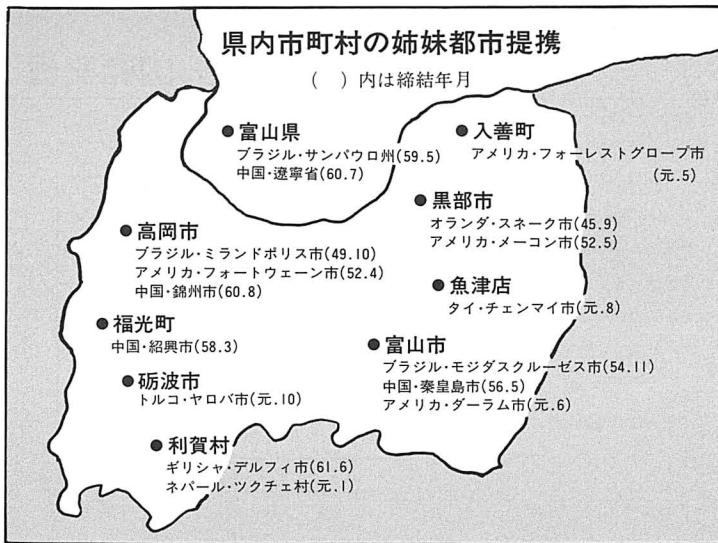 県内市町村の姉妹都市提携
(　)内は締結年月
●富山県
ブラジル・サンパウロ州(59.5)
中国・遼寧省(60.7)
●入善町
アメリカ・フォーレストグローブ市
(元.5)
●黒部市
オランダ・スネーク市(45.9)
アメリカ・メーコン市(52.5)
●高岡市
ブラジル・ミランドポリス市(49.10)
アメリカ・フォートウェーン市(52.4)
中国・錦州市(60.8)
●魚津店
タイ・チェンマイ市(元.8)
●福光町
中国・紹興市(58.3)
●富山市
ブラジル・モジダスクルーゼス市(54.11)
中国・秦皇島市(56.5)
アメリカ・ダーラム市(元.6)
●砺波市
トルコ・ヤロバ市(元.10)
●利賀村
ギリシャ・デルフィ市(61.6)
ネパール・ツクチェ村(元.1)